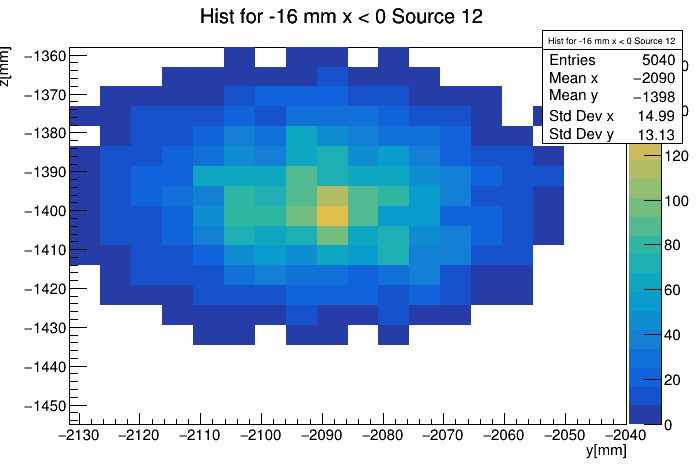 Hist for -16 mm x < 0 Source 12
Hist for -16 mm x < 0 Source 12
Entries 5040
Mean x −2090
Mean y −1398
Std Dev x 14.99
Std Dev y 13.13
z[mm]
−1360
−1370
−1380
−1390
−1400
−1410
−1420
−1430
−1440
−1450
120
100
80
60
40
20
0
−2130 −2120 −2110 −2100 −2090 −2080 −2070 −2060 −2050 −2040
y[mm]